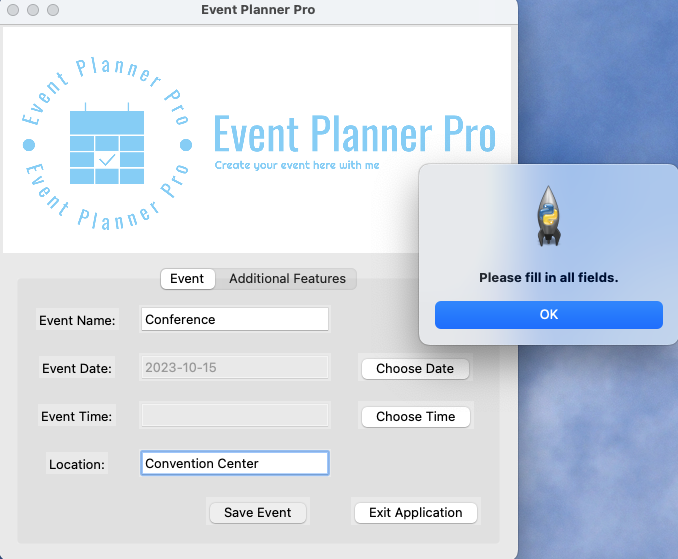 Event Planner Pro
Event Planner Pro
Event Planner Pro
Event Planner Pro
Create your event here with me
Please fill in all fields.
OK
Event Additional Features
Event Name: Conference
Event Date: 2023-10-15 Choose Date
Event Time: Choose Time
Location: Convention Center
Save Event Exit Application